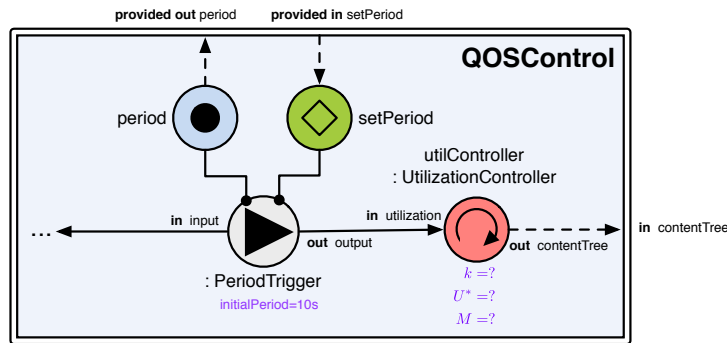 provided out period
provided in setPeriod
QOSControl
period
setPeriod
utilController
: UtilizationController
in input
in utilization
in contentTree
...
out output
out contentTree
: PeriodTrigger
initialPeriod=10s
k =?
U* =?
M =?